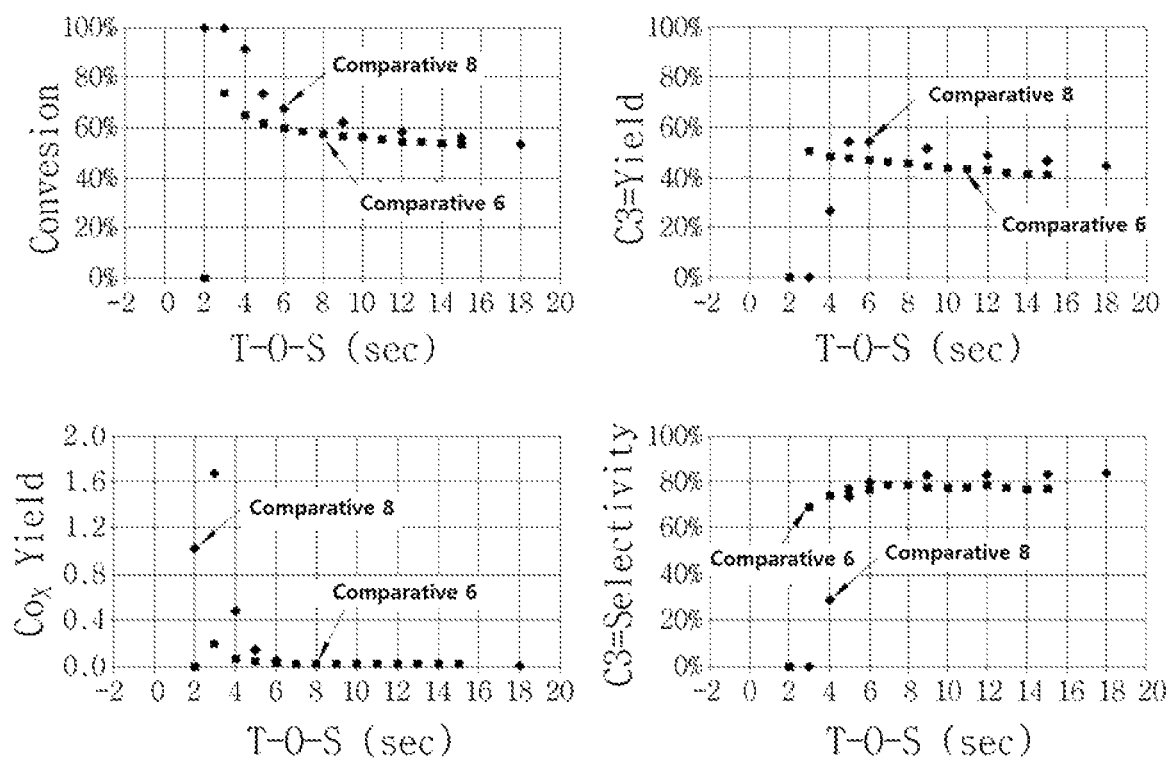 100%
80%
60%
40%
20%
0%
Convesion
Comparative 8
Comparative 6
-2 0 2 4 6 8 10 12 14 16 18 20
T-O-S (sec)
100%
80%
60%
40%
20%
0%
C3=Yield
Comparative 8
Comparative 6
-2 0 2 4 6 8 10 12 14 16 18 20
T-O-S (sec)
2.0
1.6
1.2
0.8
0.4
0.0
Cox Yield
Comparative 8
Comparative 6
-2 0 2 4 6 8 10 12 14 16 18 20
T-O-S (sec)
100%
80%
60%
40%
20%
0%
C3=Selectivity
Comparative 6
Comparative 8
-2 0 2 4 6 8 10 12 14 16 18 20
T-O-S (sec)